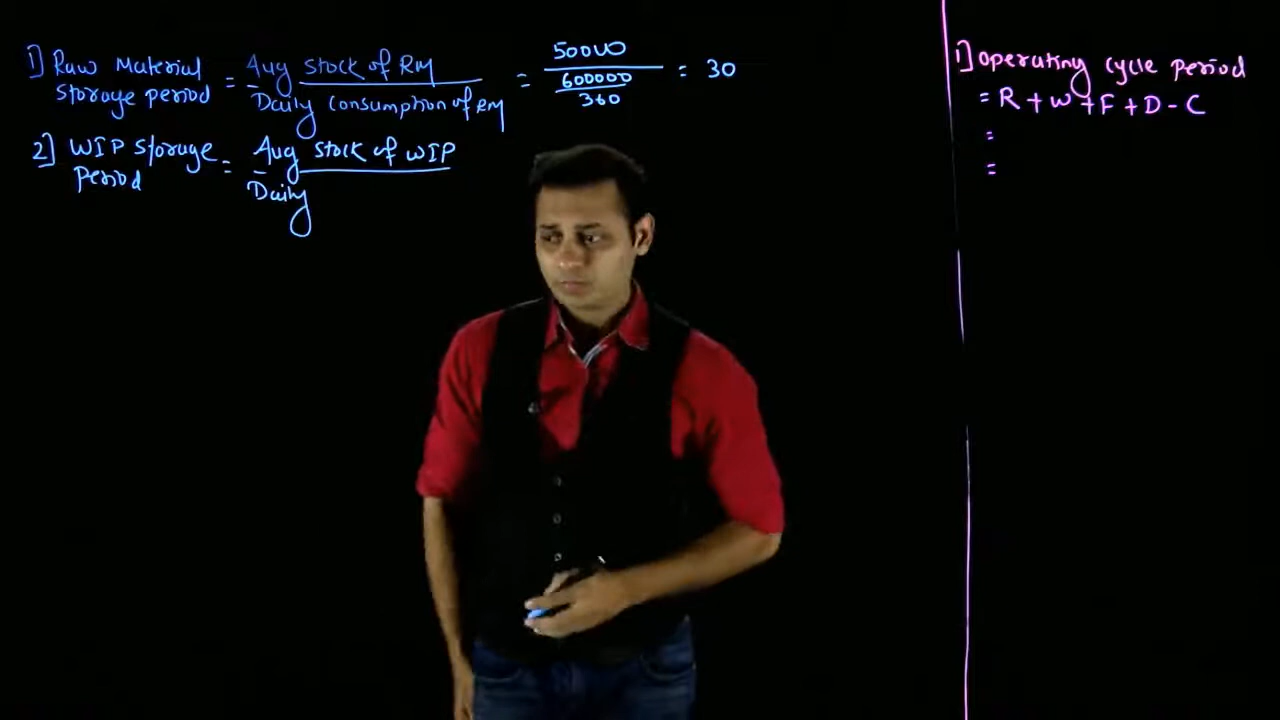 1] Raw Material storage period = Avg stock of RM / Daily consumption of RM = 50000 / 600000 / 360 = 30
2] WIP storage period = Avg stock of WIP / Daily
1] operating cycle period
= R + W + F + D - C
=
=